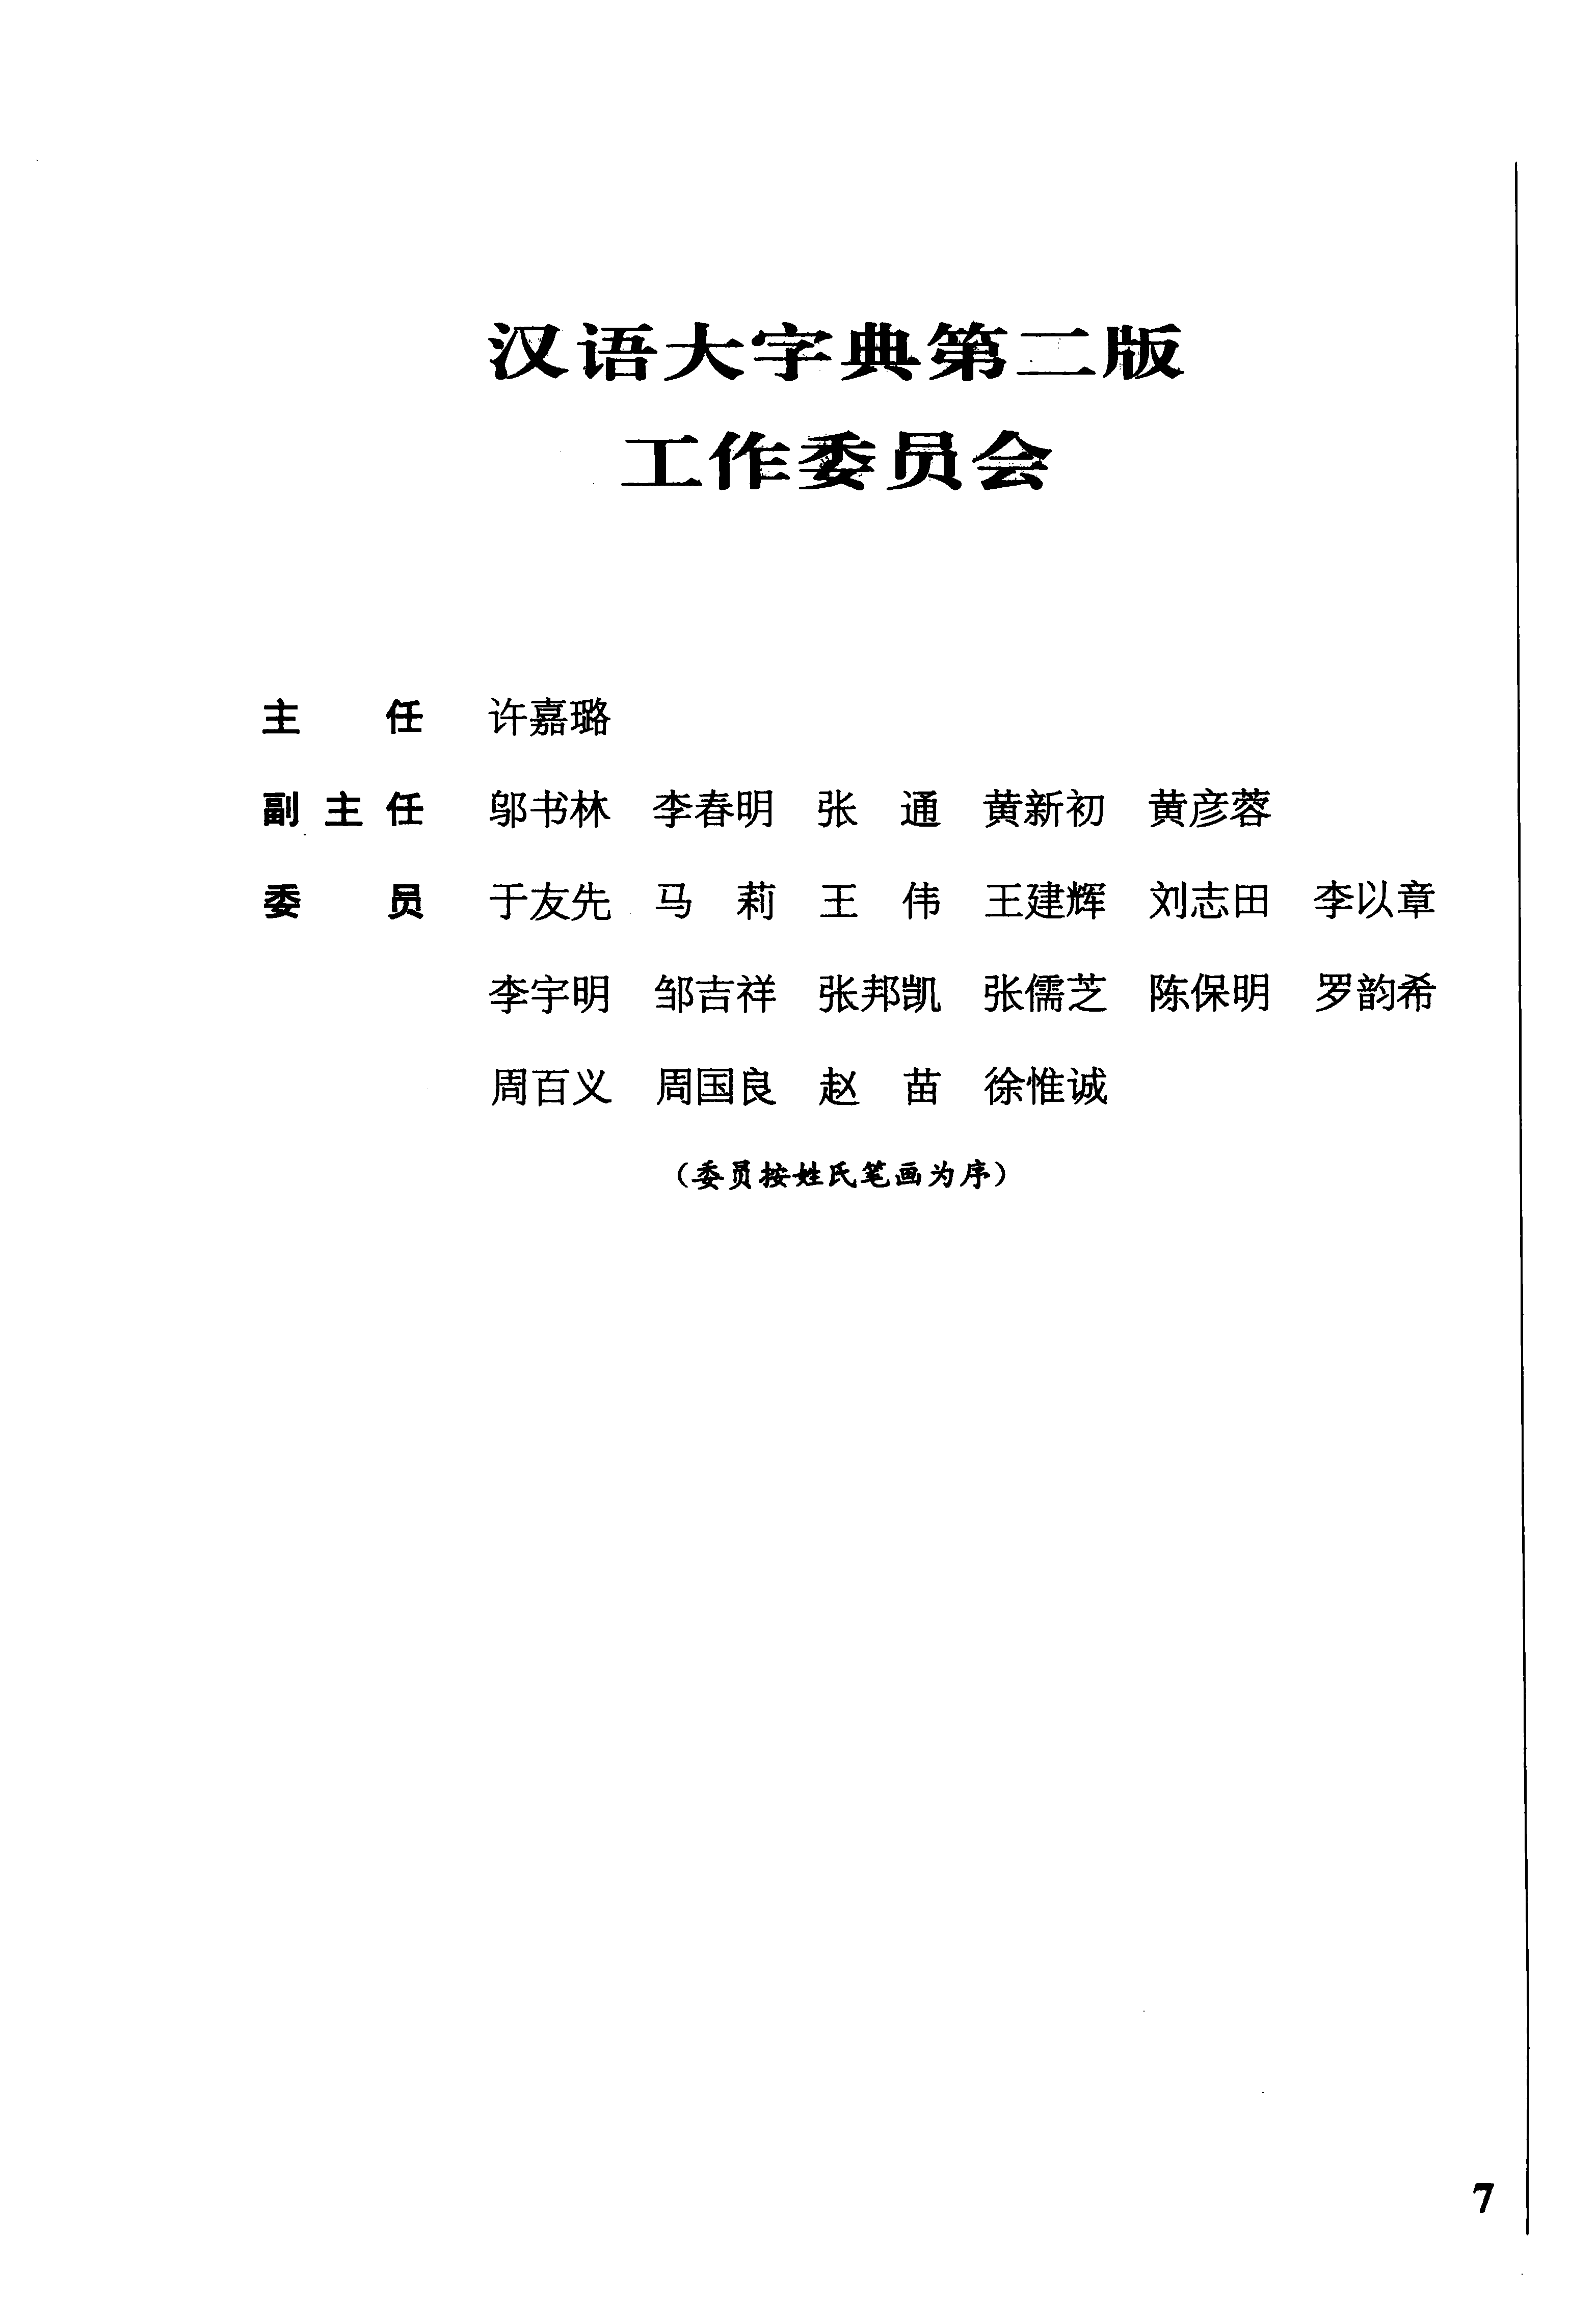 汉语大字典第二版
工作委员会
主　任　许嘉璐
副主任　邬书林　李春明　张　通　黄新初　黄彦蓉
委　员　于友先　马　莉　王　伟　王建辉　刘志田　李以章
李宇明　邹吉祥　张邦凯　张儒芝　陈保明　罗韵希
周百义　周国良　赵　苗　徐惟诚
（委员按姓氏笔画为序）
7